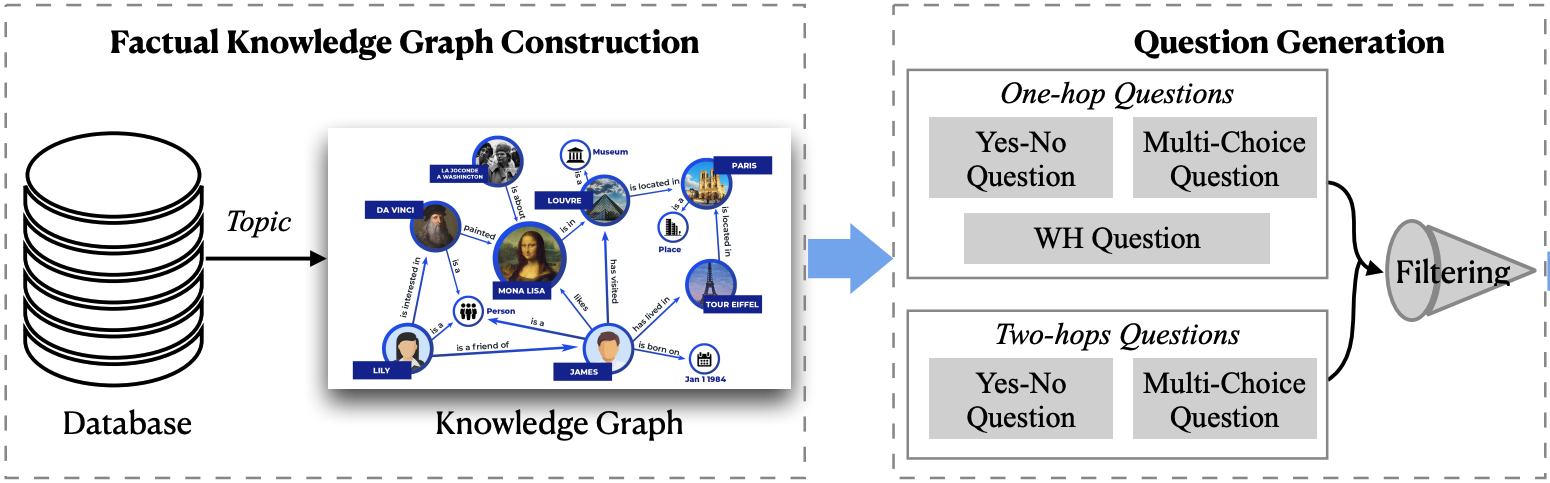 Factual Knowledge Graph Construction
Topic
Database
LA JOCONDE
A WASHINGTON
Museum
PARIS
is a
is about
LOUVRE
is located in
is a
DA VINCI
painted
is in
Place
is located in
MONA LISA
is interested in
is a
has visited
TOUR EIFFEL
likes
has lived in
Person
is a
is a
is a friend of
is born on
LILY
JAMES
Jan 1 1984
Knowledge Graph
Question Generation
One-hop Questions
Yes-No
Question
Multi-Choice
Question
WH Question
Filtering
Two-hops Questions
Yes-No
Question
Multi-Choice
Question